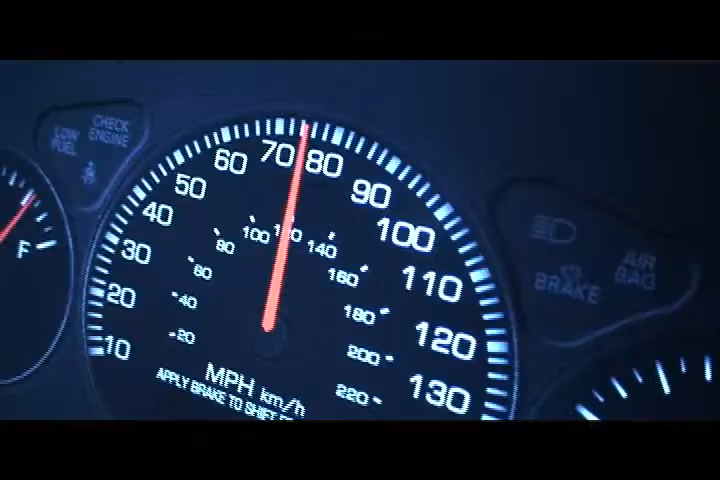 CHECK
ENGINE
LOW
FUEL
F
10
20
30
40
50
60
70
80
90
100
110
120
130
20
40
60
80
100
120
140
160
180
200
220
MPH km/h
APPLY BRAKE TO SHIFT
AIR
BAG
BRAKE